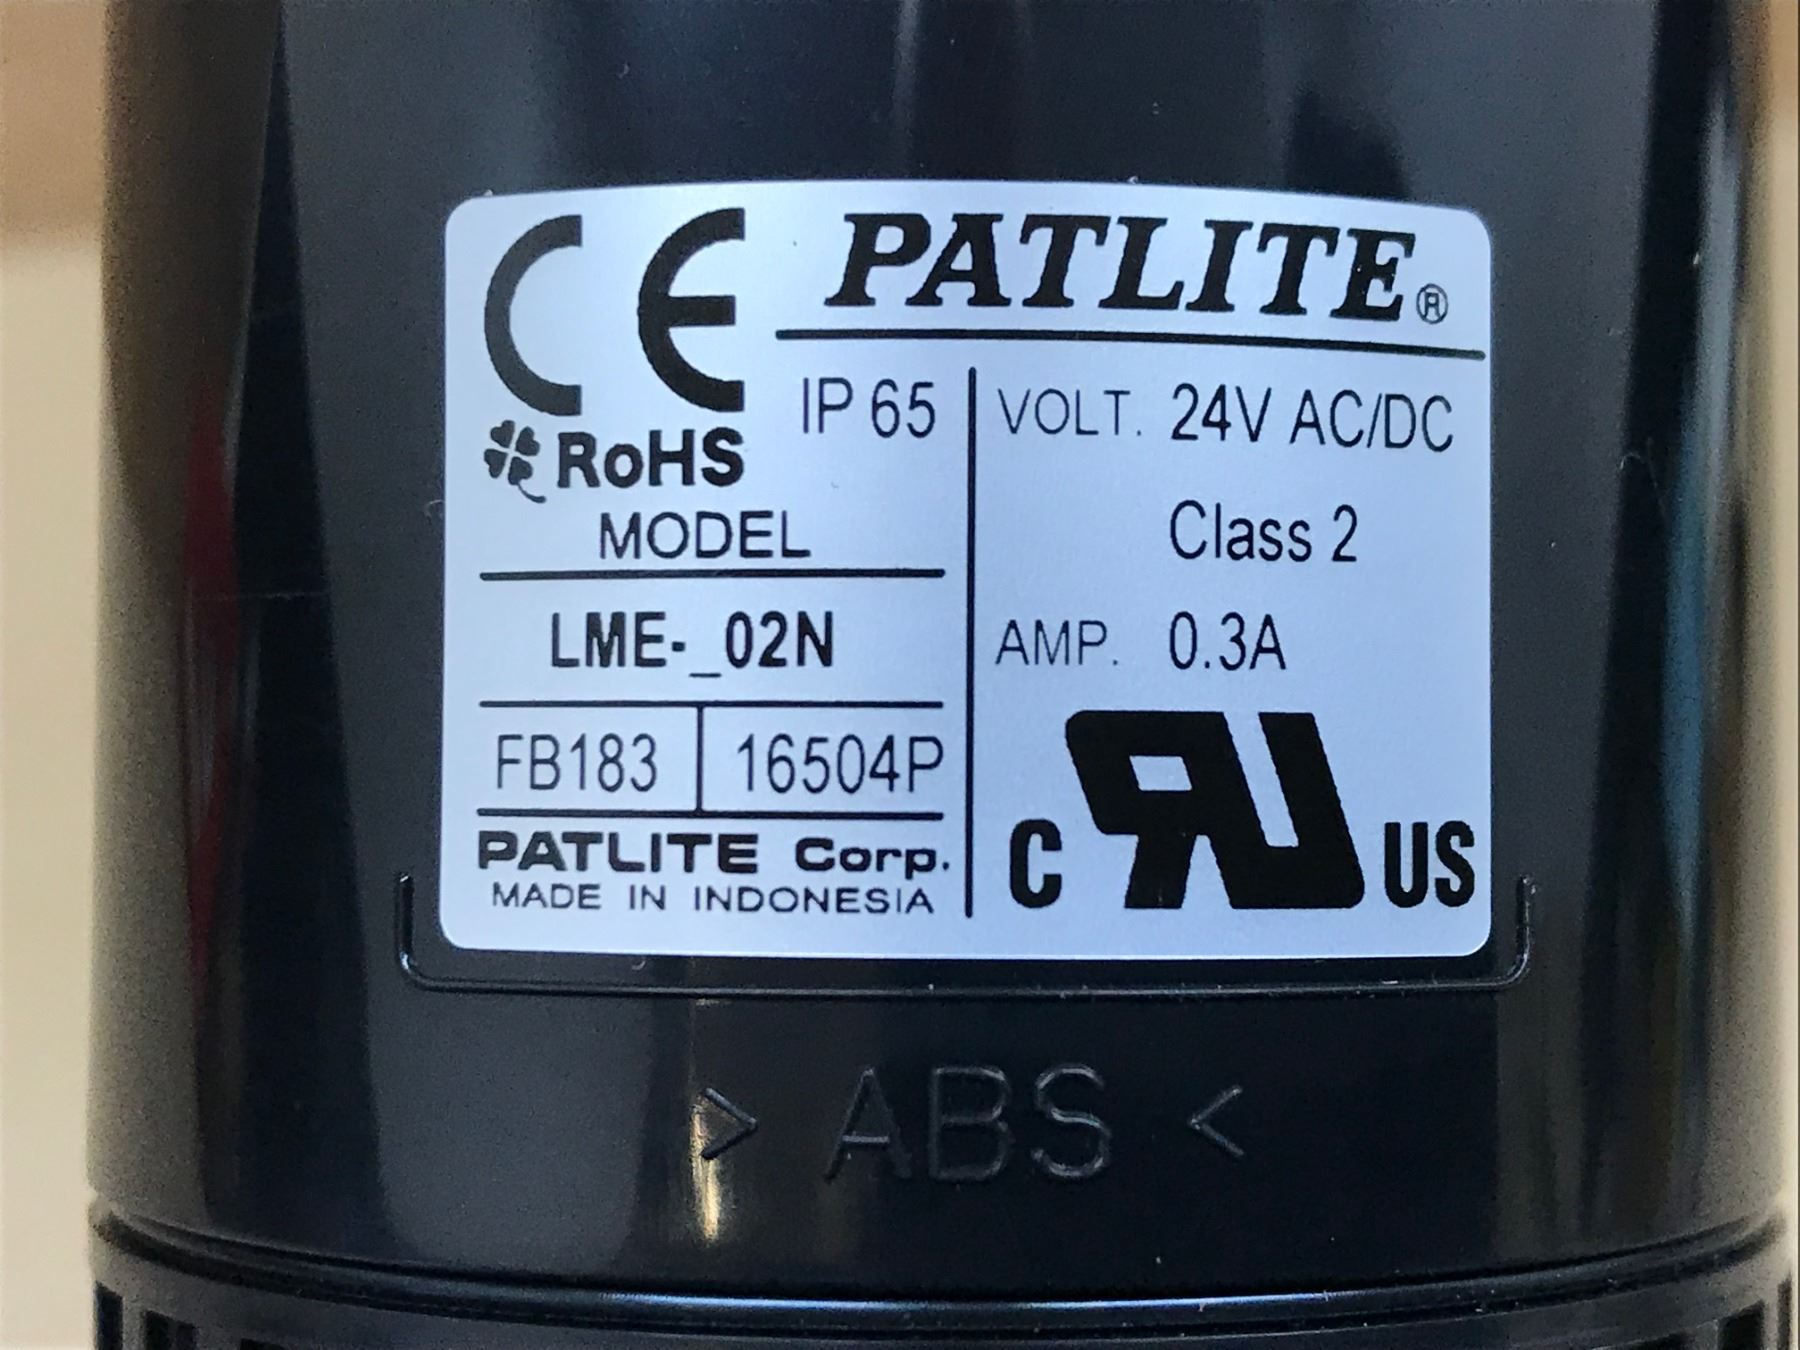 CE PATLITE®
IP 65
VOLT. 24V AC/DC
RoHS
Class 2
MODEL
LME-_02N
AMP. 0.3A
FB183 16504P
PATLITE Corp.
MADE IN INDONESIA
C RU US
> ABS <